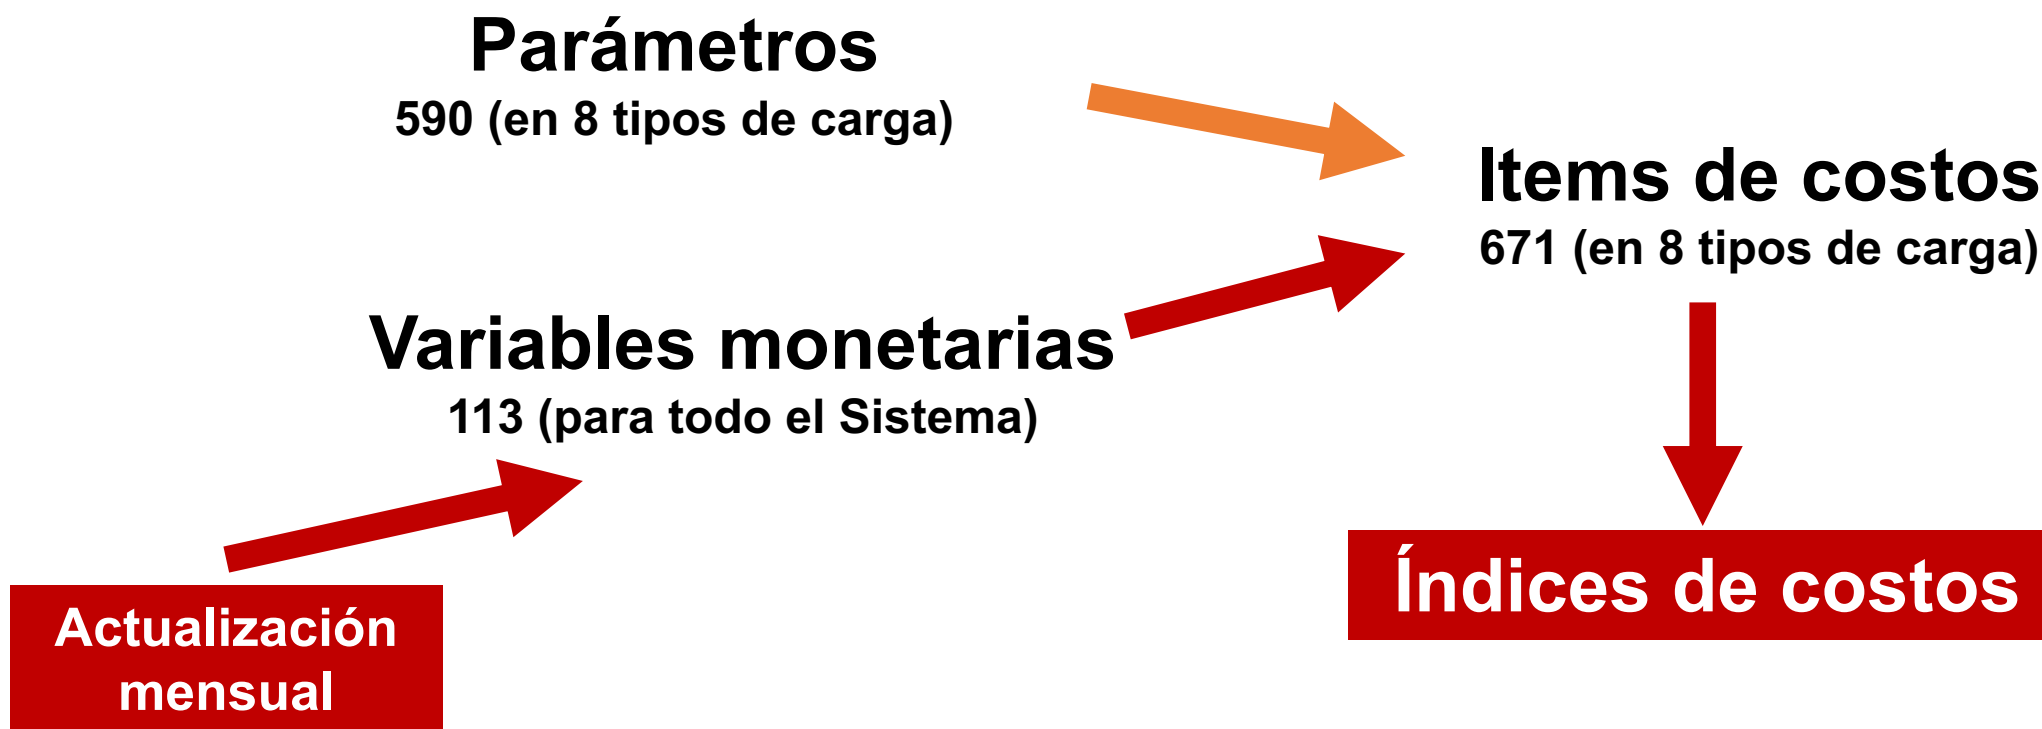 Parámetros
590 (en 8 tipos de carga)
Items de costos
671 (en 8 tipos de carga)
Variables monetarias
113 (para todo el Sistema)
Índices de costos
Actualización
mensual